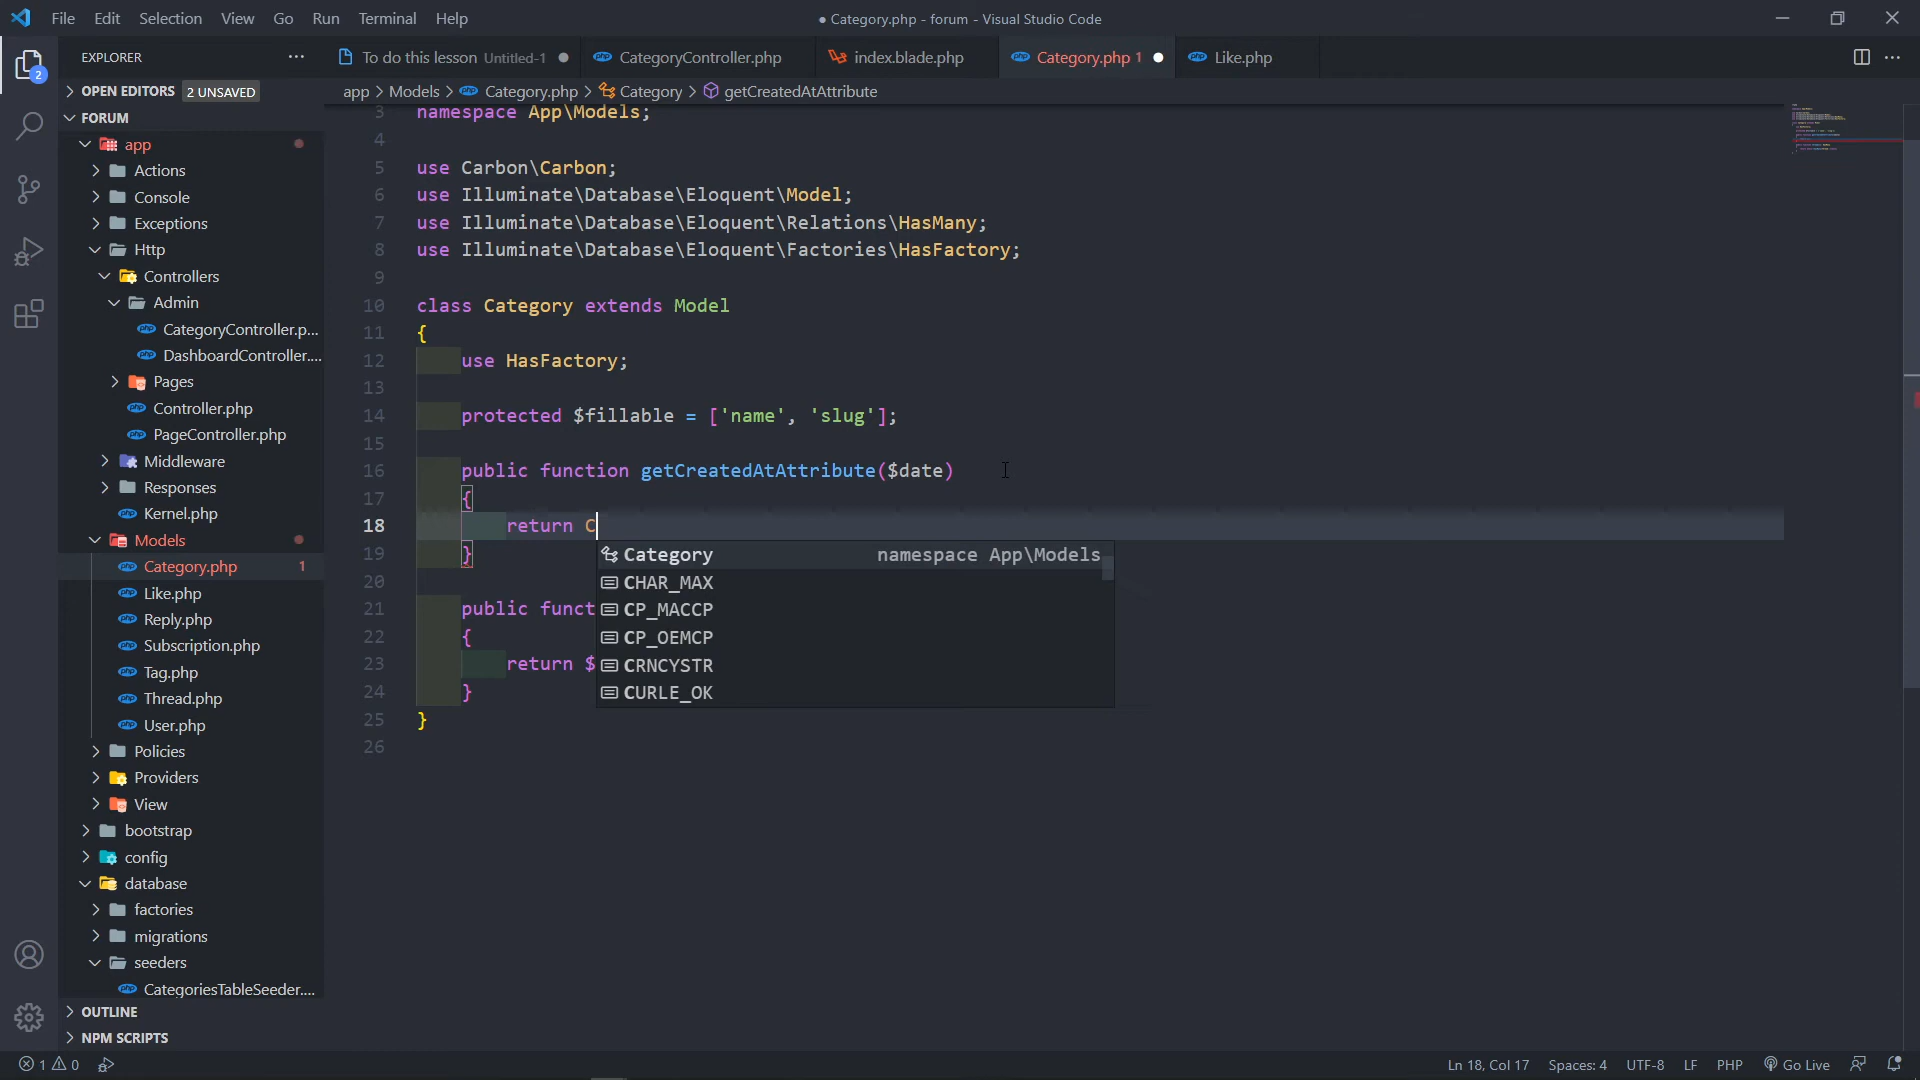 File Edit Selection View Go Run Terminal Help
● Category.php - forum - Visual Studio Code
EXPLORER
To do this lesson Untitled-1
CategoryController.php
index.blade.php
Category.php 1
Like.php
OPEN EDITORS 2 UNSAVED
app > Models > Category.php > Category > getCreatedAtAttribute
FORUM
app
Actions
Console
Exceptions
Http
Controllers
Admin
CategoryController.p...
DashboardController....
Pages
Controller.php
PageController.php
Middleware
Responses
Kernel.php
Models
Category.php 1
Like.php
Reply.php
Subscription.php
Tag.php
Thread.php
User.php
Policies
Providers
View
bootstrap
config
database
factories
migrations
seeders
CategoriesTableSeeder....
OUTLINE
NPM SCRIPTS
2
3 namespace App\Models;
4
5 use Carbon\Carbon;
6 use Illuminate\Database\Eloquent\Model;
7 use Illuminate\Database\Eloquent\Relations\HasMany;
8 use Illuminate\Database\Eloquent\Factories\HasFactory;
9
10 class Category extends Model
11 {
12 use HasFactory;
13
14 protected $fillable = ['name', 'slug'];
15
16 public function getCreatedAtAttribute($date)
17 {
18 return C
19 }
20
21 public funct
22 {
23 return $
24 }
25 }
26
Category namespace App\Models
CHAR_MAX
CP_MACCP
CP_OEMCP
CRNCYSTR
CURLE_OK
1 0
Ln 18, Col 17 Spaces: 4 UTF-8 LF PHP Go Live